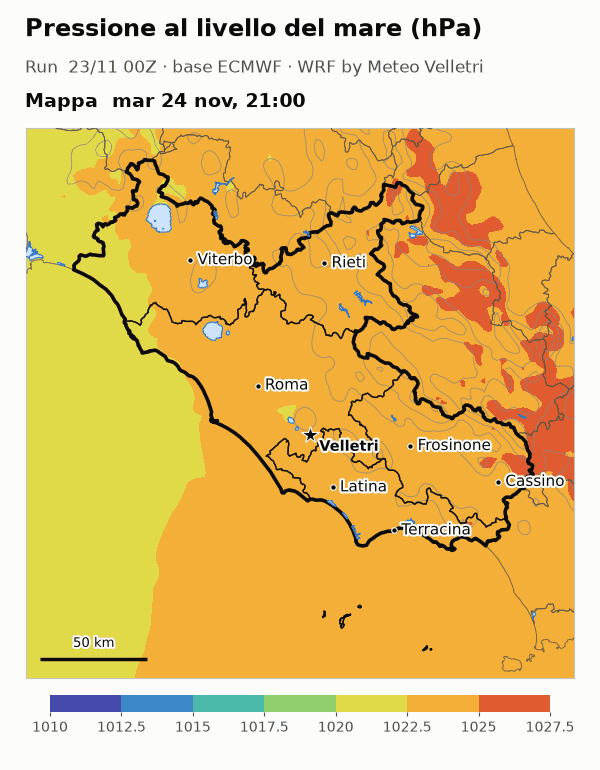 Pressione al livello del mare (hPa)
Run  23/11 00Z · base ECMWF · WRF by Meteo Velletri
Mappa  mar 24 nov, 21:00
Viterbo
Rieti
Roma
Velletri
Frosinone
Cassino
Latina
Terracina
50 km
1010 1012.5 1015 1017.5 1020 1022.5 1025 1027.5